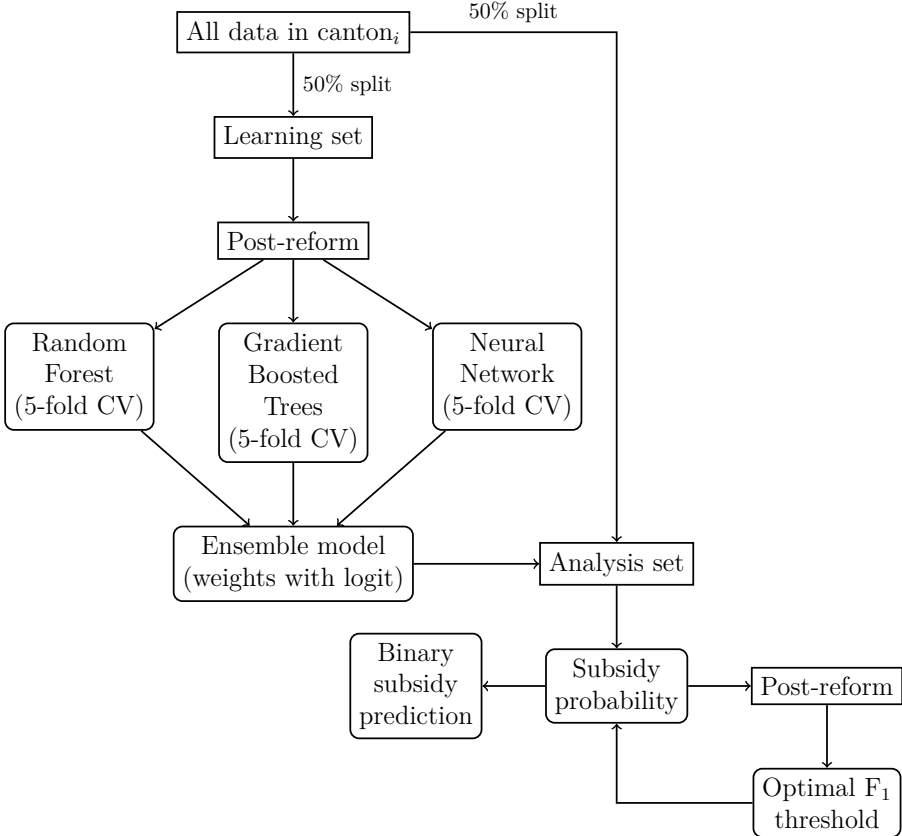 50% split
All data in canton_i
50% split
Learning set
Post-reform
Random
Forest
(5-fold CV)
Gradient
Boosted
Trees
(5-fold CV)
Neural
Network
(5-fold CV)
Ensemble model
(weights with logit)
Analysis set
Binary
subsidy
prediction
Subsidy
probability
Post-reform
Optimal F₁
threshold